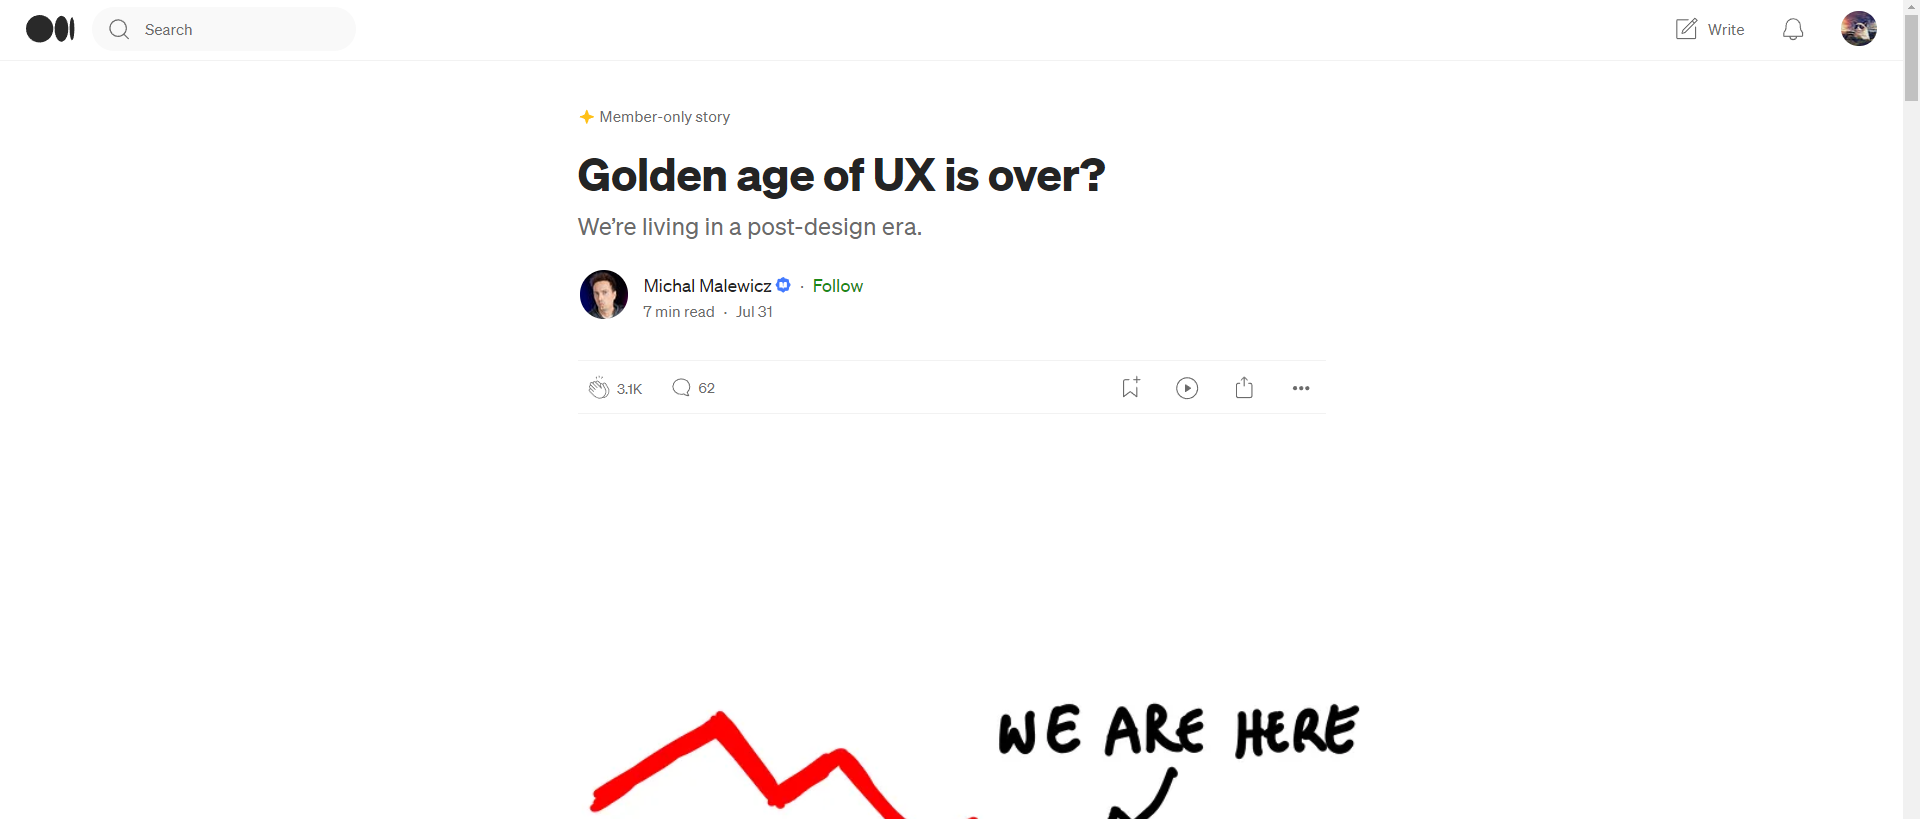 Search
Write
Member-only story
Golden age of UX is over?
We’re living in a post-design era.
Michal Malewicz · Follow
7 min read · Jul 31
3.1K 62
WE ARE HERE